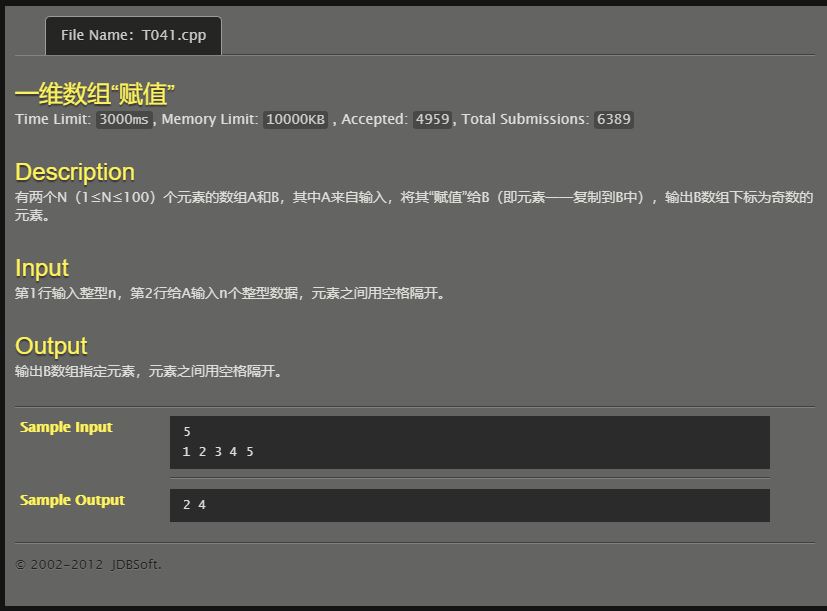 File Name：T041.cpp
一维数组“赋值”
Time Limit: 3000ms, Memory Limit: 10000KB , Accepted: 4959, Total Submissions: 6389
Description
有两个N（1≤N≤100）个元素的数组A和B，其中A来自输入，将其“赋值”给B（即元素一一复制到B中），输出B数组下标为奇数的
元素。
Input
第1行输入整型n，第2行给A输入n个整型数据，元素之间用空格隔开。
Output
输出B数组指定元素，元素之间用空格隔开。
Sample Input
5
1 2 3 4 5
Sample Output
2 4
© 2002-2012 JDBSoft.